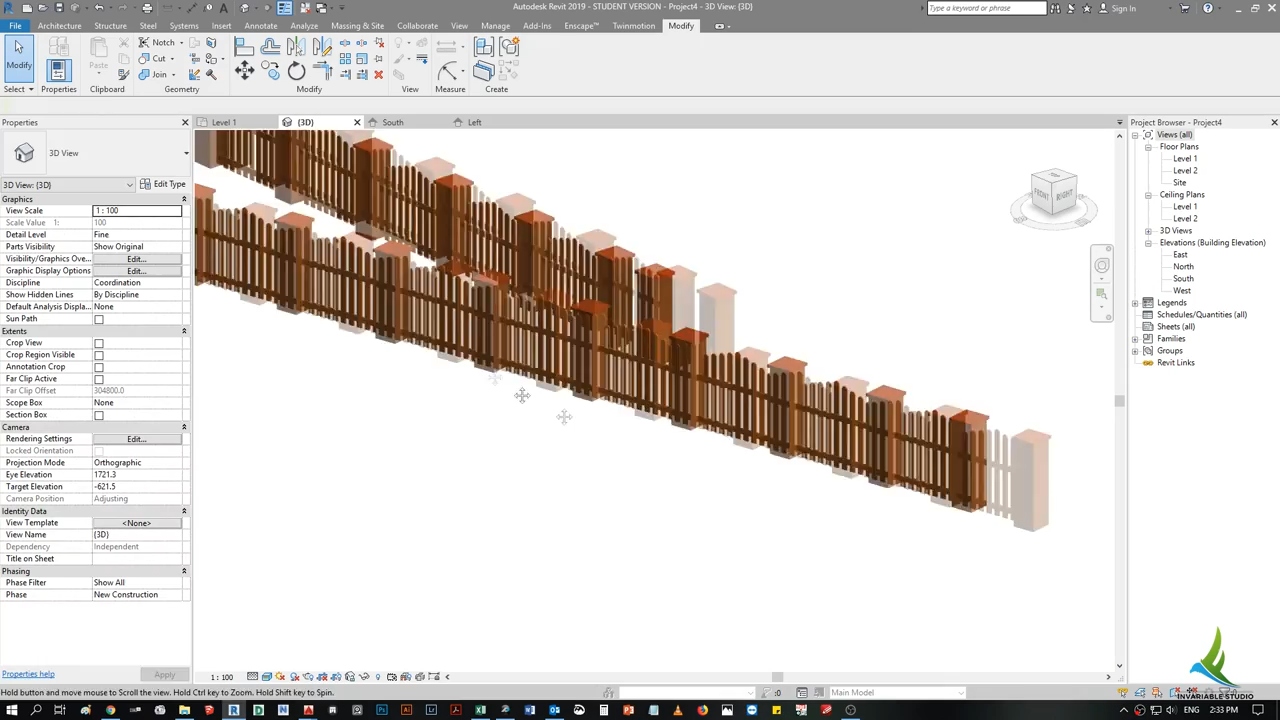 Autodesk Revit 2019 - STUDENT VERSION - Project4 - 3D View: {3D}
Type a keyword or phrase
Sign In
File Architecture Structure Steel Systems Insert Annotate Analyze Massing & Site Collaborate View Manage Add-Ins Enscape™ Twinmotion Modify
Modify
Paste
Notch
Cut
Join
Select Properties Clipboard Geometry Modify View Measure Create
Properties
Level 1
{3D}
South
Left
Project Browser - Project4
3D View
3D View: {3D}
Edit Type
Graphics
View Scale 1 : 100
Scale Value 1: 100
Detail Level Fine
Parts Visibility Show Original
Visibility/Graphics Ove... Edit...
Graphic Display Options Edit...
Discipline Coordination
Show Hidden Lines By Discipline
Default Analysis Displa... None
Sun Path
Extents
Crop View
Crop Region Visible
Annotation Crop
Far Clip Active
Far Clip Offset 304800.0
Scope Box None
Section Box
Camera
Rendering Settings Edit...
Locked Orientation
Projection Mode Orthographic
Eye Elevation 1721.3
Target Elevation -621.5
Camera Position Adjusting
Identity Data
View Template <None>
View Name {3D}
Dependency Independent
Title on Sheet
Phasing
Phase Filter Show All
Phase New Construction
Properties help
Apply
TOP
FRONT
RIGHT
Views (all)
Floor Plans
Level 1
Level 2
Site
Ceiling Plans
Level 1
Level 2
3D Views
Elevations (Building Elevation)
East
North
South
West
Legends
Schedules/Quantities (all)
Sheets (all)
Families
Groups
Revit Links
1 : 100
Hold button and move mouse to Scroll the view. Hold Ctrl key to Zoom. Hold Shift key to Spin.
:0
Main Model
INVARIABLE STUDIO
ENG
2:33 PM